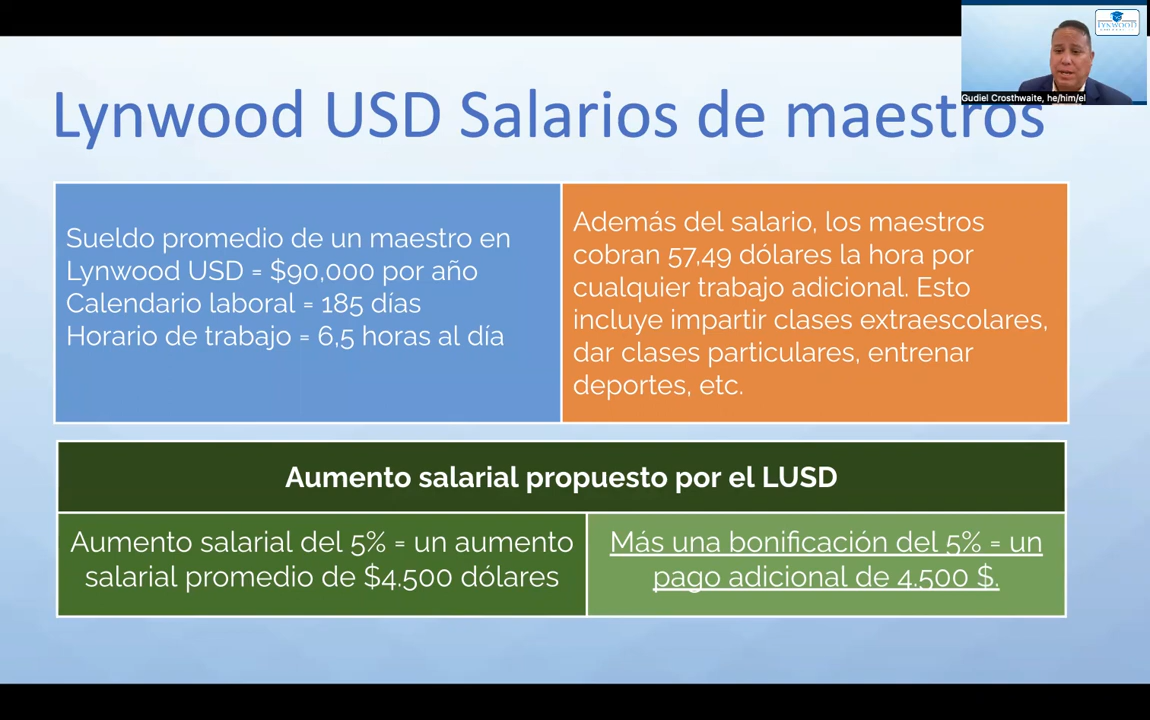 LYNWOOD
Gudiel Crosthwaite, he/him/el
Lynwood USD Salarios de maestros
Sueldo promedio de un maestro en
Lynwood USD = $90,000 por año
Calendario laboral = 185 días
Horario de trabajo = 6,5 horas al día
Además del salario, los maestros
cobran 57,49 dólares la hora por
cualquier trabajo adicional. Esto
incluye impartir clases extraescolares,
dar clases particulares, entrenar
deportes, etc.
Aumento salarial propuesto por el LUSD
Aumento salarial del 5% = un aumento
salarial promedio de $4.500 dólares
Más una bonificación del 5% = un
pago adicional de 4.500 $.